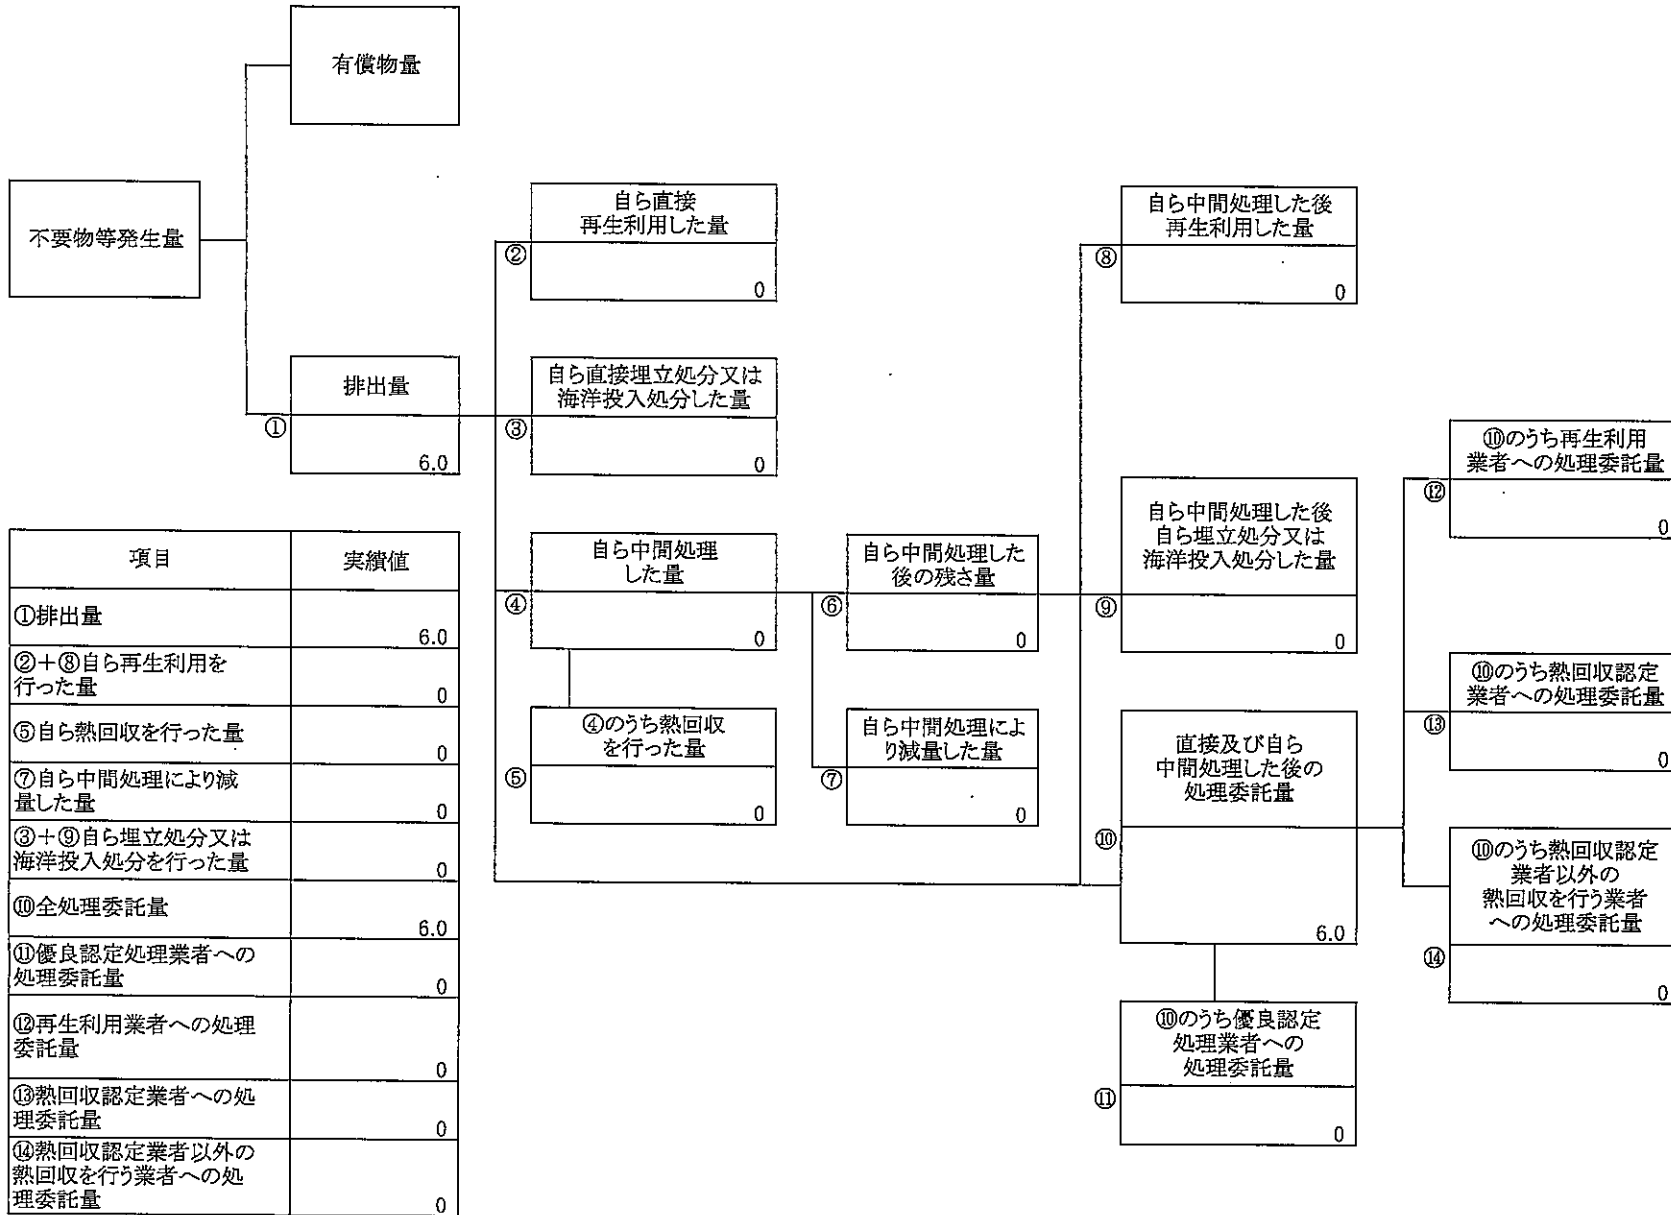 有償物量
不要物等発生量
自ら直接
再生利用した量
②
0
自ら中間処理した後
再生利用した量
⑧
0
排出量
①
6.0
自ら直接埋立処分又は
海洋投入処分した量
③
0
⑩のうち再生利用
業者への処理委託量
⑫
0
自ら中間処理
した量
④
0
自ら中間処理した
後の残さ量
⑥
0
自ら中間処理した後
自ら埋立処分又は
海洋投入処分した量
⑨
0
⑩のうち熱回収認定
業者への処理委託量
⑬
0
④のうち熱回収
を行った量
⑤
0
自ら中間処理によ
り減量した量
⑦
0
直接及び自ら
中間処理した後の
処理委託量
⑩
6.0
⑩のうち熱回収認定
業者以外の
熱回収を行う業者
への処理委託量
⑭
0
⑩のうち優良認定
処理業者への
処理委託量
⑪
0
項目 実績値
①排出量
6.0
②+⑧自ら再生利用を
行った量
0
⑤自ら熱回収を行った量
0
⑦自ら中間処理により減
量した量
0
③+⑨自ら埋立処分又は
海洋投入処分を行った量
0
⑩全処理委託量
6.0
⑪優良認定処理業者への
処理委託量
0
⑫再生利用業者への処理
委託量
0
⑬熱回収認定業者への処
理委託量
0
⑭熱回収認定業者以外の
熱回収を行う業者への処
理委託量
0